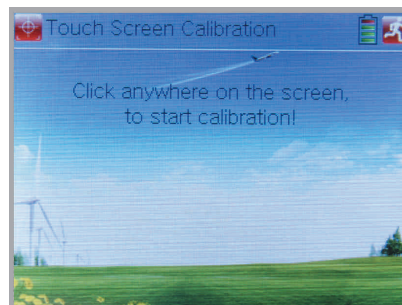 Touch Screen Calibration
Click anywhere on the screen,
to start calibration!